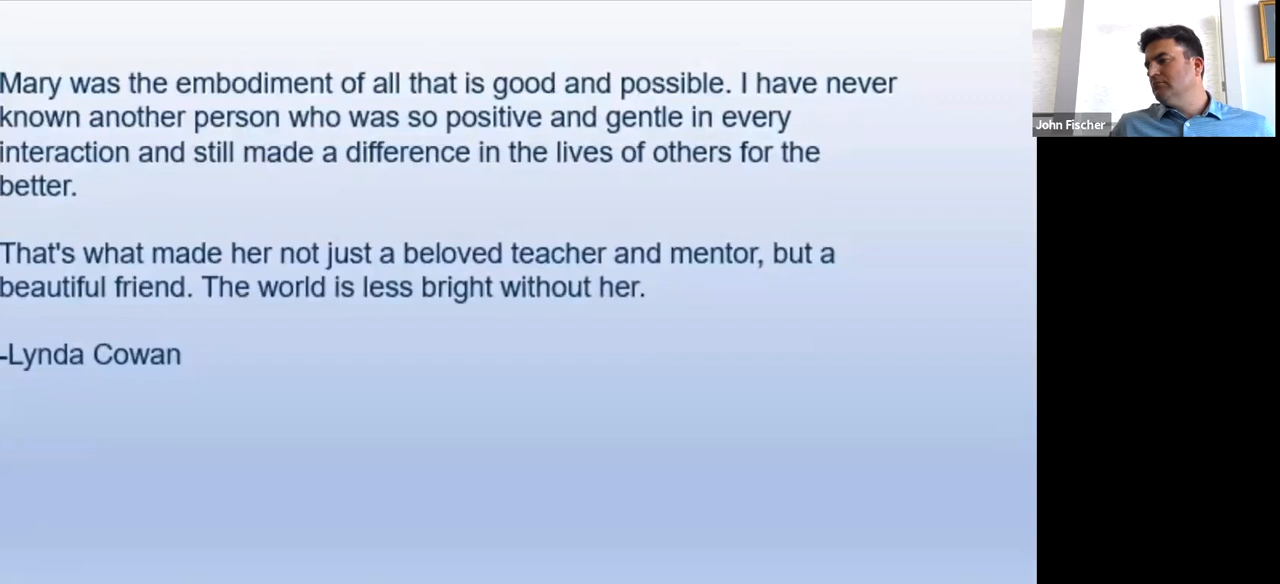 Mary was the embodiment of all that is good and possible. I have never
known another person who was so positive and gentle in every
interaction and still made a difference in the lives of others for the
better.
That's what made her not just a beloved teacher and mentor, but a
beautiful friend. The world is less bright without her.
-Lynda Cowan
John Fischer